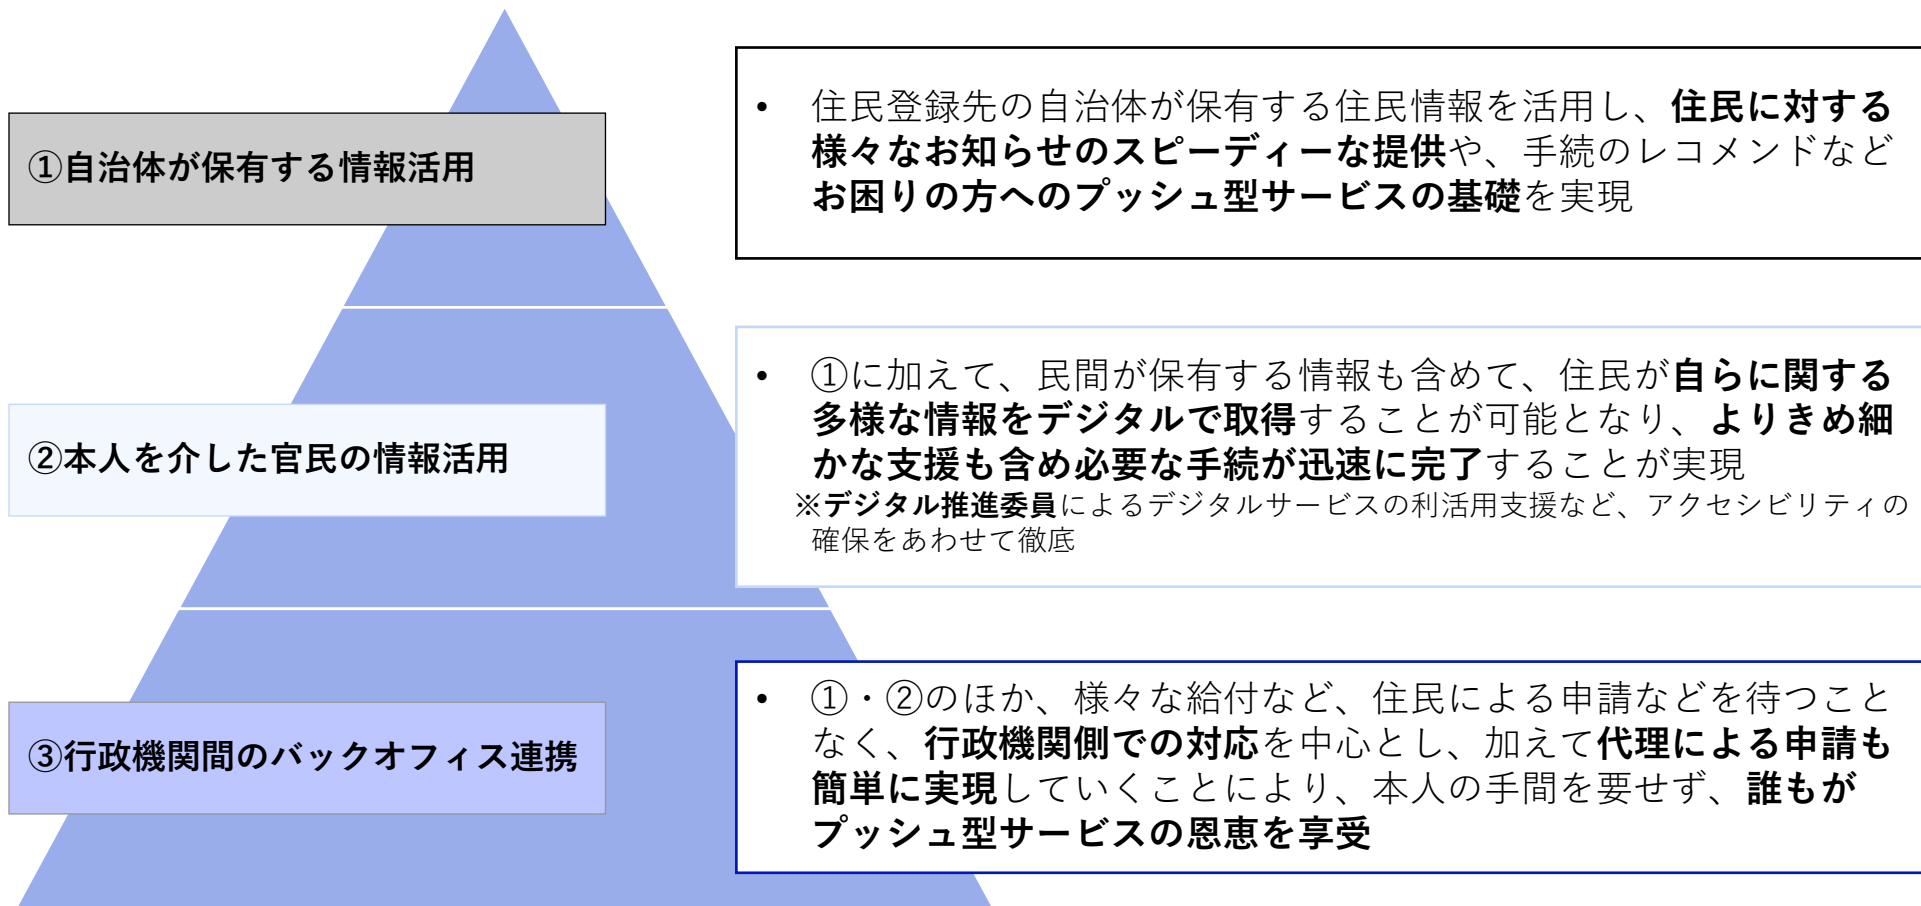 ①自治体が保有する情報活用
• 住民登録先の自治体が保有する住民情報を活用し、住民に対する
様々なお知らせのスピーディーな提供や、手続のレコメンドなど
お困りの方へのプッシュ型サービスの基礎を実現
②本人を介した官民の情報活用
• ①に加えて、民間が保有する情報も含めて、住民が自らに関する
多様な情報をデジタルで取得することが可能となり、よりきめ細
かな支援も含め必要な手続が迅速に完了することが実現
※デジタル推進委員によるデジタルサービスの利活用支援など、アクセシビリティの
確保をあわせて徹底
③行政機関間のバックオフィス連携
• ①・②のほか、様々な給付など、住民による申請などを待つこと
なく、行政機関側での対応を中心とし、加えて代理による申請も
簡単に実現していくことにより、本人の手間を要せず、誰もが
プッシュ型サービスの恩恵を享受